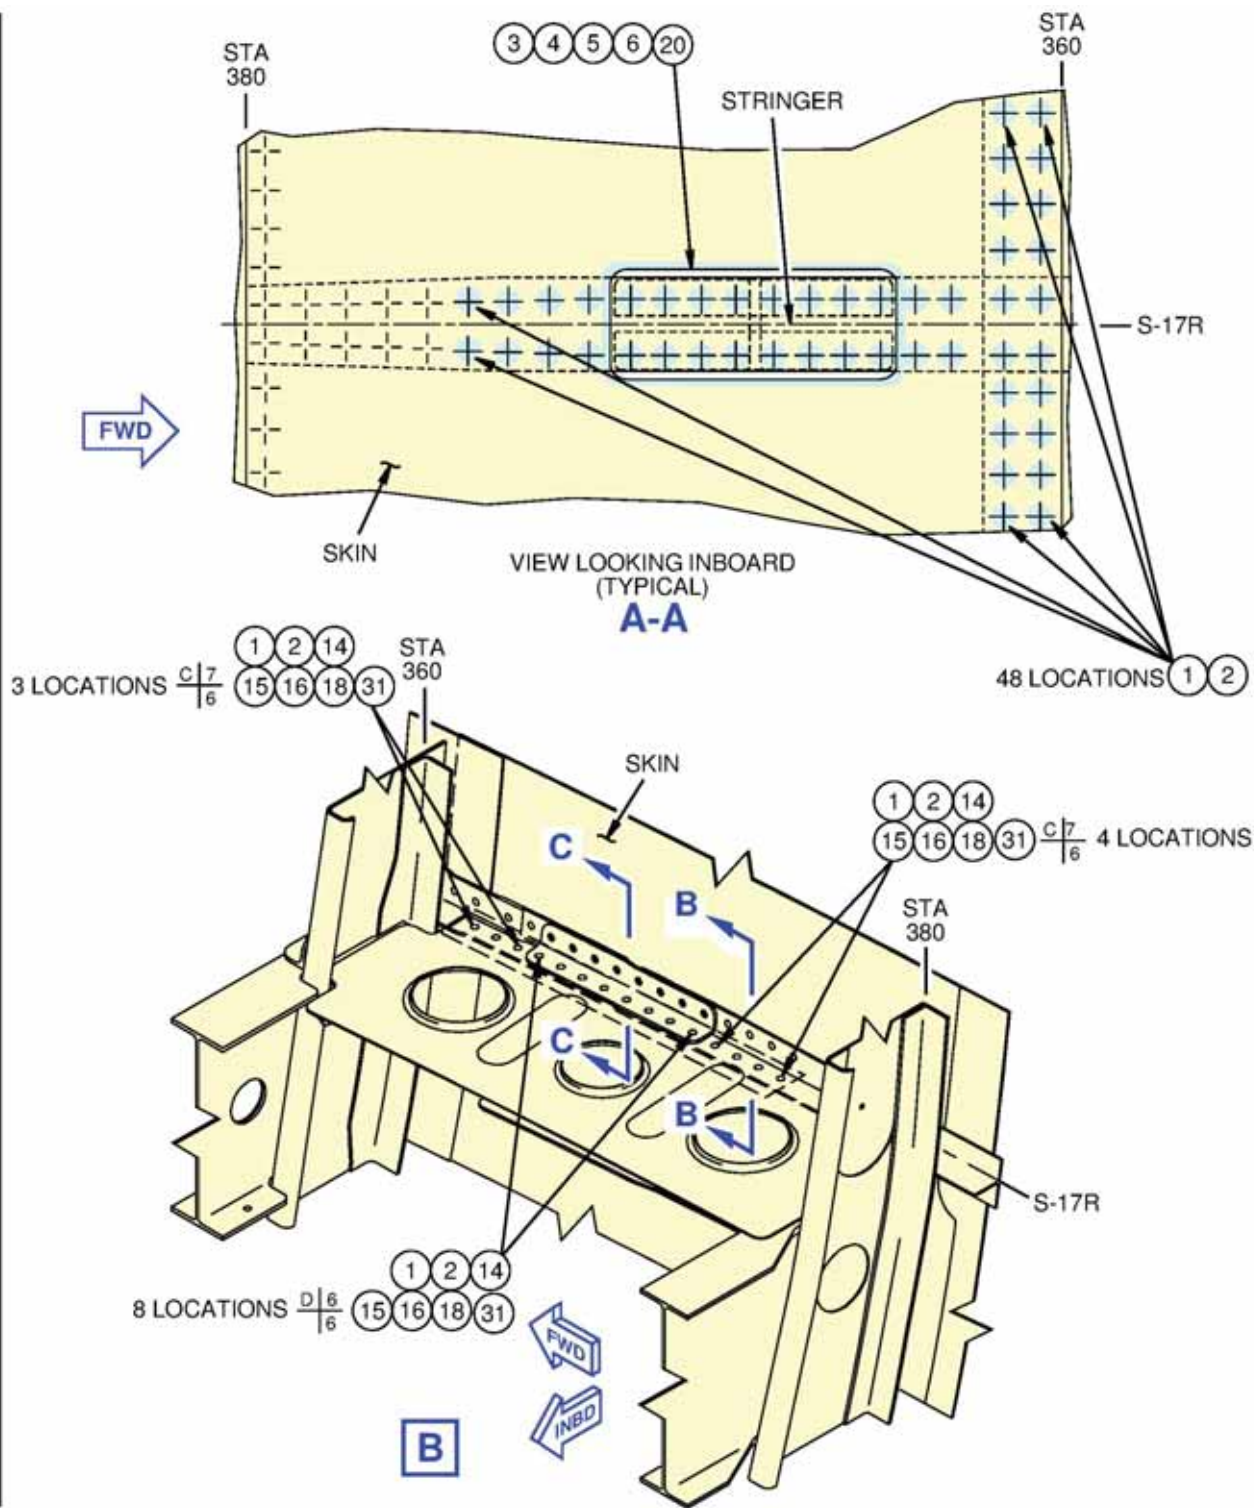 STA
380
3 4 5 6 20
STA
360
STRINGER
S-17R
FWD
SKIN
VIEW LOOKING INBOARD
(TYPICAL)
A-A
48 LOCATIONS 1 2
1 2 14
3 LOCATIONS C 7 6 15 16 18 31
STA
360
SKIN
1 2 14
15 16 18 31 C 7 6 4 LOCATIONS
C
B
STA
380
C
B
S-17R
1 2 14
8 LOCATIONS D 6 6 15 16 18 31
FWD
INBD
B